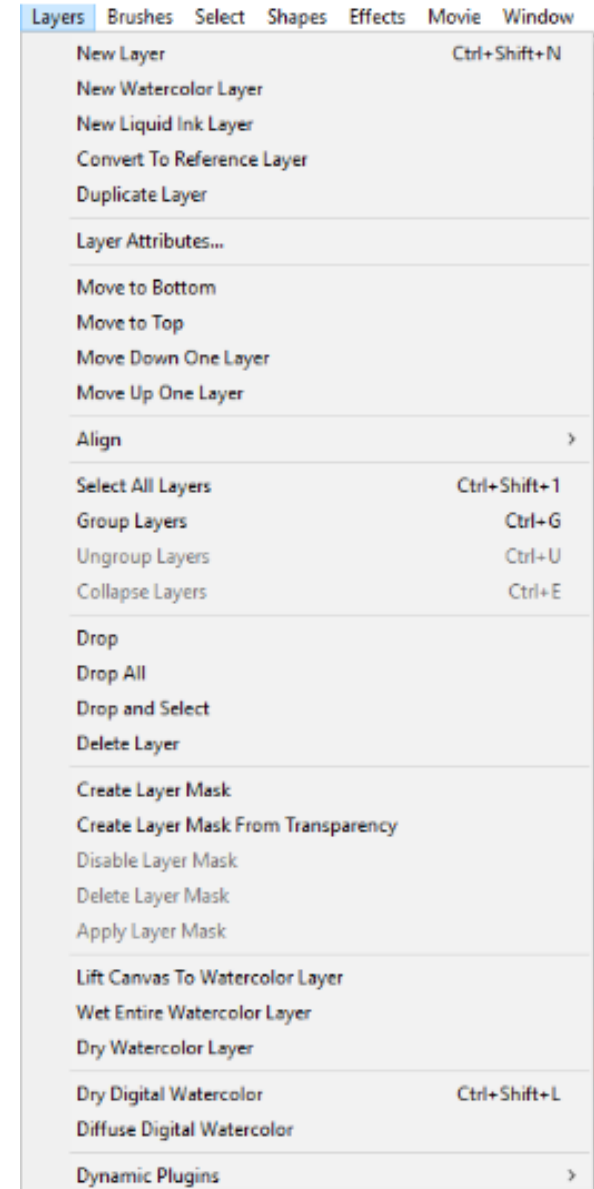 Layers Brushes Select Shapes Effects Movie Window
New Layer Ctrl+Shift+N
New Watercolor Layer
New Liquid Ink Layer
Convert To Reference Layer
Duplicate Layer
Layer Attributes...
Move to Bottom
Move to Top
Move Down One Layer
Move Up One Layer
Align >
Select All Layers Ctrl+Shift+1
Group Layers Ctrl+G
Ungroup Layers Ctrl+U
Collapse Layers Ctrl+E
Drop
Drop All
Drop and Select
Delete Layer
Create Layer Mask
Create Layer Mask From Transparency
Disable Layer Mask
Delete Layer Mask
Apply Layer Mask
Lift Canvas To Watercolor Layer
Wet Entire Watercolor Layer
Dry Watercolor Layer
Dry Digital Watercolor Ctrl+Shift+L
Diffuse Digital Watercolor
Dynamic Plugins >